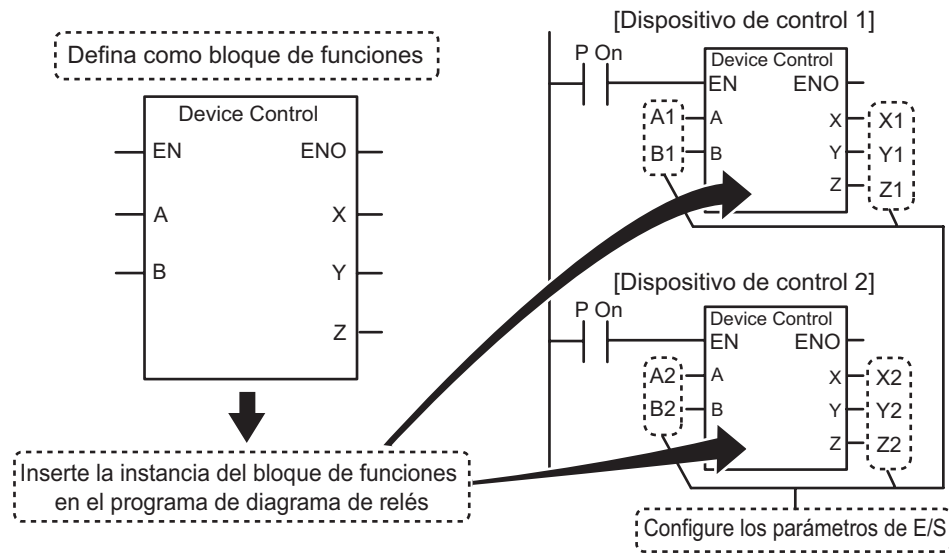 Defina como bloque de funciones
Device Control
EN ENO
A X
B Y
Z
Inserte la instancia del bloque de funciones
en el programa de diagrama de relés
[Dispositivo de control 1]
P On
Device Control
EN ENO
A1 A X X1
B1 B Y Y1
Z Z1
[Dispositivo de control 2]
P On
Device Control
EN ENO
A2 A X X2
B2 B Y Y2
Z Z2
Configure los parámetros de E/S